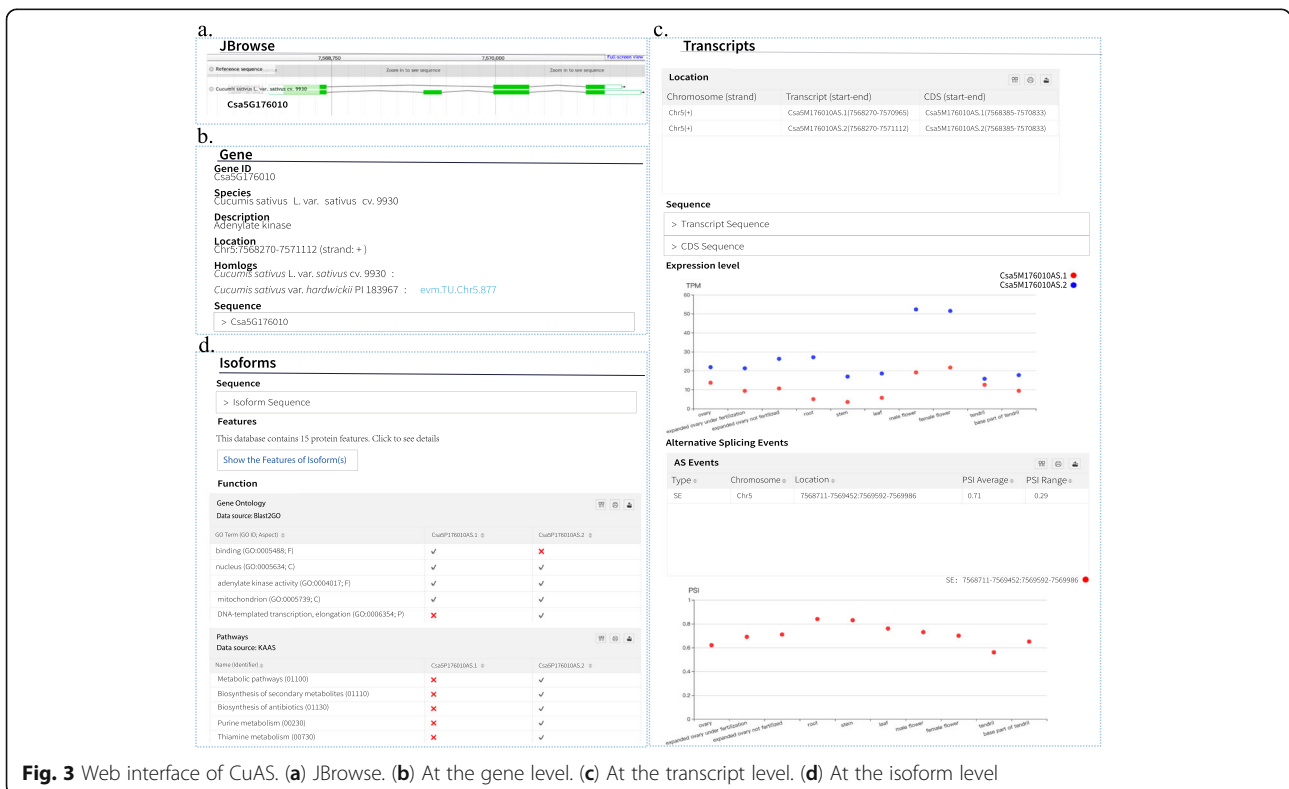 a.
JBrowse
7,568,750
7,570,000
Full-screen view
Reference sequence
Zoom in to see sequence
Zoom in to see sequence
Cucumis sativus L. var. sativus cv. 9930
Csa5G176010
b.
Gene
Gene ID
Csa5G176010
Species
Cucumis sativus L. var. sativus cv. 9930
Description
Adenylate kinase
Location
Chr5:7568270-7571112 (strand: + )
Homologs
Cucumis sativus L. var. sativus cv. 9930 :
Cucumis sativus var. hardwickii PI 183967 : evm.TU.Chr5.877
Sequence
> Csa5G176010
d.
Isoforms
Sequence
> Isoform Sequence
Features
This database contains 15 protein features. Click to see details
Show the Features of Isoform(s)
Function
Gene Ontology
Data source: Blast2GO
GO Term (GO ID; Aspect) Csa5P176010AS.1 Csa5P176010AS.2
binding (GO:0005488; F) ✓ ✗
nucleus (GO:0005634; C) ✓ ✓
adenylate kinase activity (GO:0004017; F) ✓ ✓
mitochondrion (GO:0005739; C) ✓ ✓
DNA-templated transcription, elongation (GO:0006354; P) ✗ ✓
Pathways
Data source: KAAS
Name (Identifier) Csa5P176010AS.1 Csa5P176010AS.2
Metabolic pathways (01100) ✗ ✓
Biosynthesis of secondary metabolites (01110) ✗ ✓
Biosynthesis of antibiotics (01130) ✗ ✓
Purine metabolism (00230) ✗ ✓
Thiamine metabolism (00730) ✗ ✓
c.
Transcripts
Location
Chromosome (strand) Transcript (start-end) CDS (start-end)
Chr5(+) Csa5M176010AS.1(7568270-7570965) Csa5M176010AS.1(7568385-7570833)
Chr5(+) Csa5M176010AS.2(7568270-7571112) Csa5M176010AS.2(7568385-7570833)
Sequence
> Transcript Sequence
> CDS Sequence
Expression level
Csa5M176010AS.1
Csa5M176010AS.2
TPM
60
50
40
30
20
10
0
ovary
expanded ovary under fertilization
expanded ovary not fertilized
root
stem
leaf
male flower
female flower
tendril
base part of tendril
Alternative Splicing Events
AS Events
Type Chromosome Location PSI Average PSI Range
SE Chr5 7568711-7569452:7569592-7569986 0.71 0.29
SE: 7568711-7569452:7569592-7569986
PSI
1
0.8
0.6
0.4
0.2
0
ovary
expanded ovary under fertilization
expanded ovary not fertilized
root
stem
leaf
male flower
female flower
tendril
base part of tendril
Fig. 3 Web interface of CuAS. (a) JBrowse. (b) At the gene level. (c) At the transcript level. (d) At the isoform level